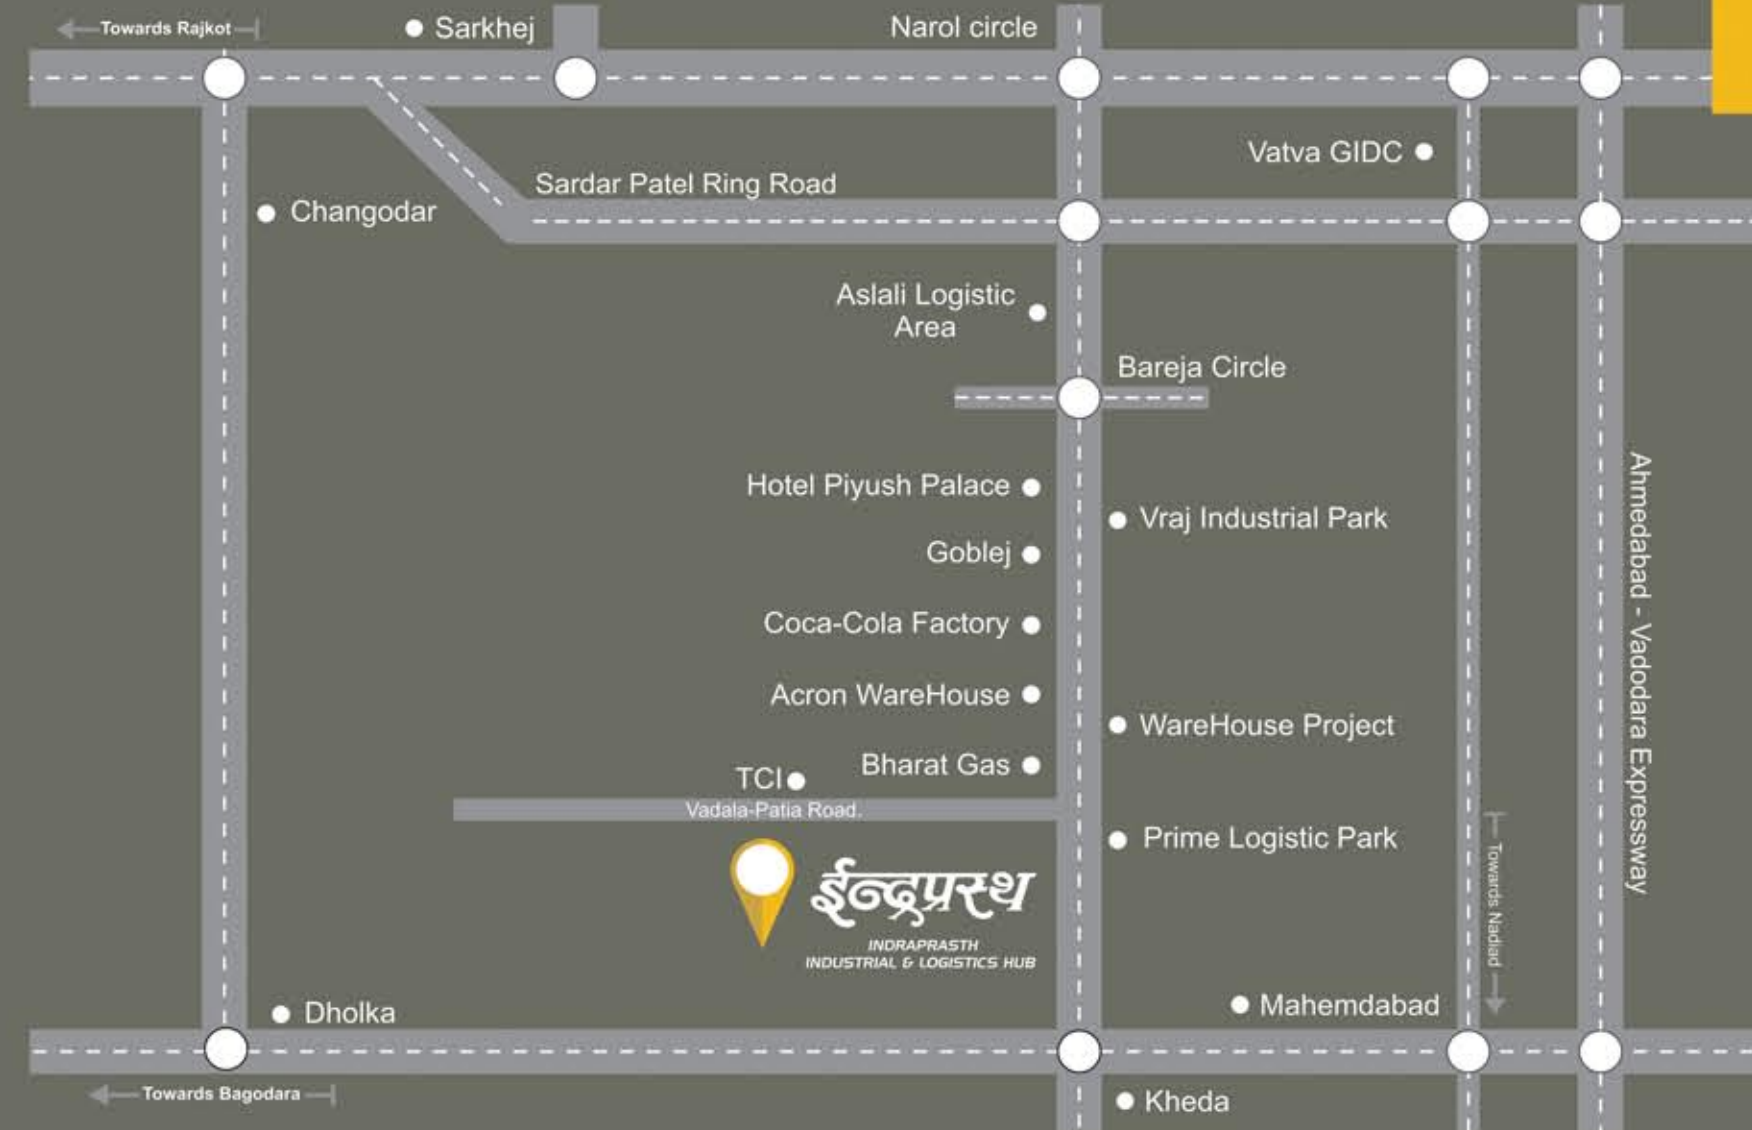 Towards Rajkot
Sarkhej
Narol circle
Vatva GIDC
Sardar Patel Ring Road
Changodar
Aslali Logistic
Area
Bareja Circle
Hotel Piyush Palace
Vraj Industrial Park
Goblej
Coca-Cola Factory
Acron WareHouse
WareHouse Project
Bharat Gas
TCI
Vadala-Patia Road.
Prime Logistic Park
ईन्द्रप्रस्थ
INDRAPRASTH
INDUSTRIAL & LOGISTICS HUB
Ahmedabad - Vadodara Expressway
Towards Nadiad
Mahemdabad
Dholka
Towards Bagodara
Kheda